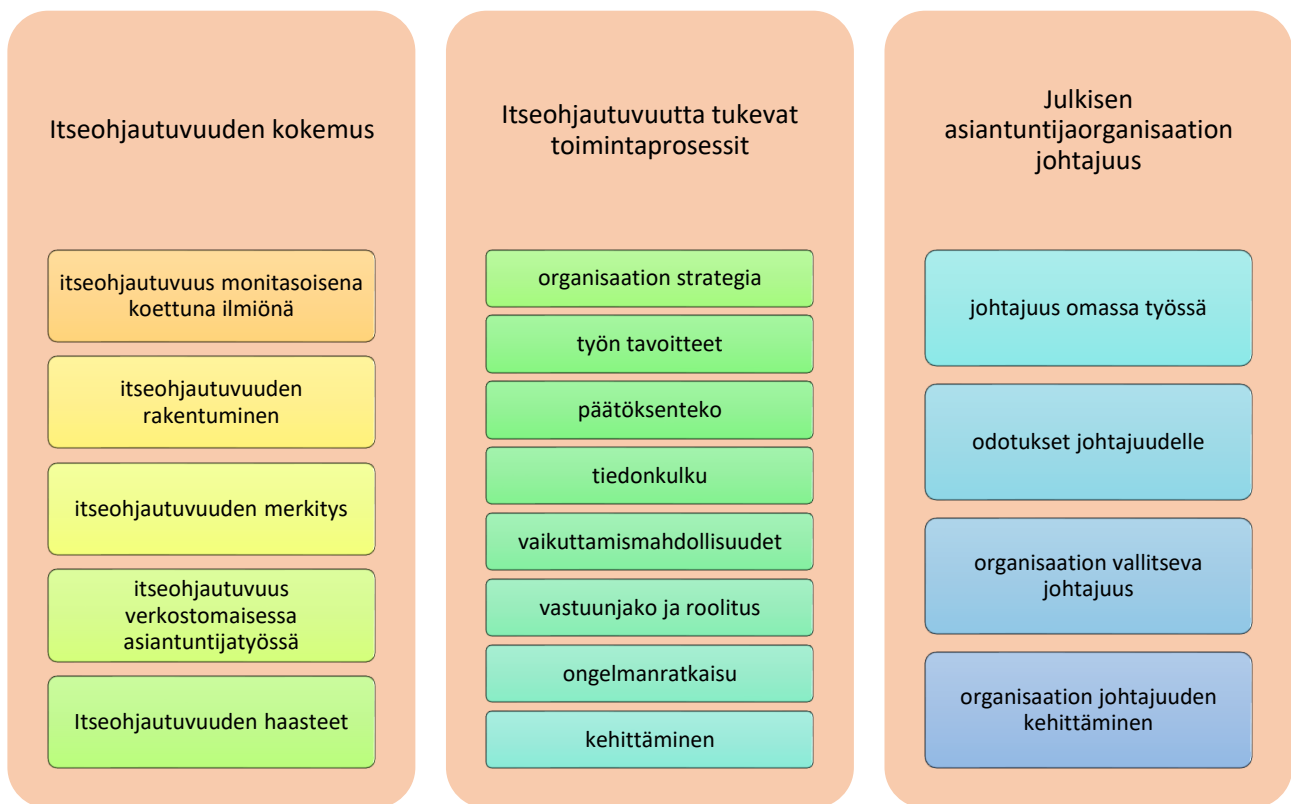 Itseohjautuvuuden kokemus
itseohjautuvuus monitasoisena
koettuna ilmiönä
itseohjautuvuuden
rakentuminen
itseohjautuvuuden merkitys
itseohjautuvuus
verkostomaisessa
asiantuntijatyössä
Itseohjautuvuuden haasteet
Itseohjautuvuutta tukevat
toimintaprosessit
organisaation strategia
työn tavoitteet
päätöksenteko
tiedonkulku
vaikuttamismahdollisuudet
vastuunjako ja roolitus
ongelmanratkaisu
kehittäminen
Julkisen
asiantuntijaorganisaation
johtajuus
johtajuus omassa työssä
odotukset johtajuudelle
organisaation vallitseva
johtajuus
organisaation johtajuuden
kehittäminen